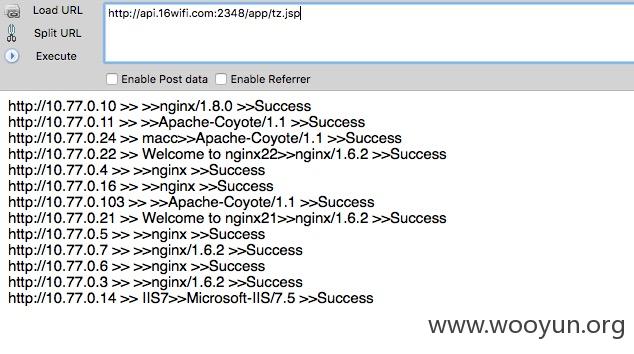 Load URL
http://api.16wifi.com:2348/app/tz.jsp
Split URL
Execute
Enable Post data Enable Referrer
http://10.77.0.10 >> >>nginx/1.8.0 >>Success
http://10.77.0.11 >> >>Apache-Coyote/1.1 >>Success
http://10.77.0.24 >> macc>>Apache-Coyote/1.1 >>Success
http://10.77.0.22 >> Welcome to nginx22>>nginx/1.6.2 >>Success
http://10.77.0.4 >> >>nginx >>Success
http://10.77.0.16 >> >>nginx >>Success
http://10.77.0.103 >> >>Apache-Coyote/1.1 >>Success
http://10.77.0.21 >> Welcome to nginx21>>nginx/1.6.2 >>Success
http://10.77.0.5 >> >>nginx >>Success
http://10.77.0.7 >> >>nginx/1.6.2 >>Success
http://10.77.0.6 >> >>nginx >>Success
http://10.77.0.3 >> >>nginx/1.6.2 >>Success
http://10.77.0.14 >> IIS7>>Microsoft-IIS/7.5 >>Success
www.wooyun.org